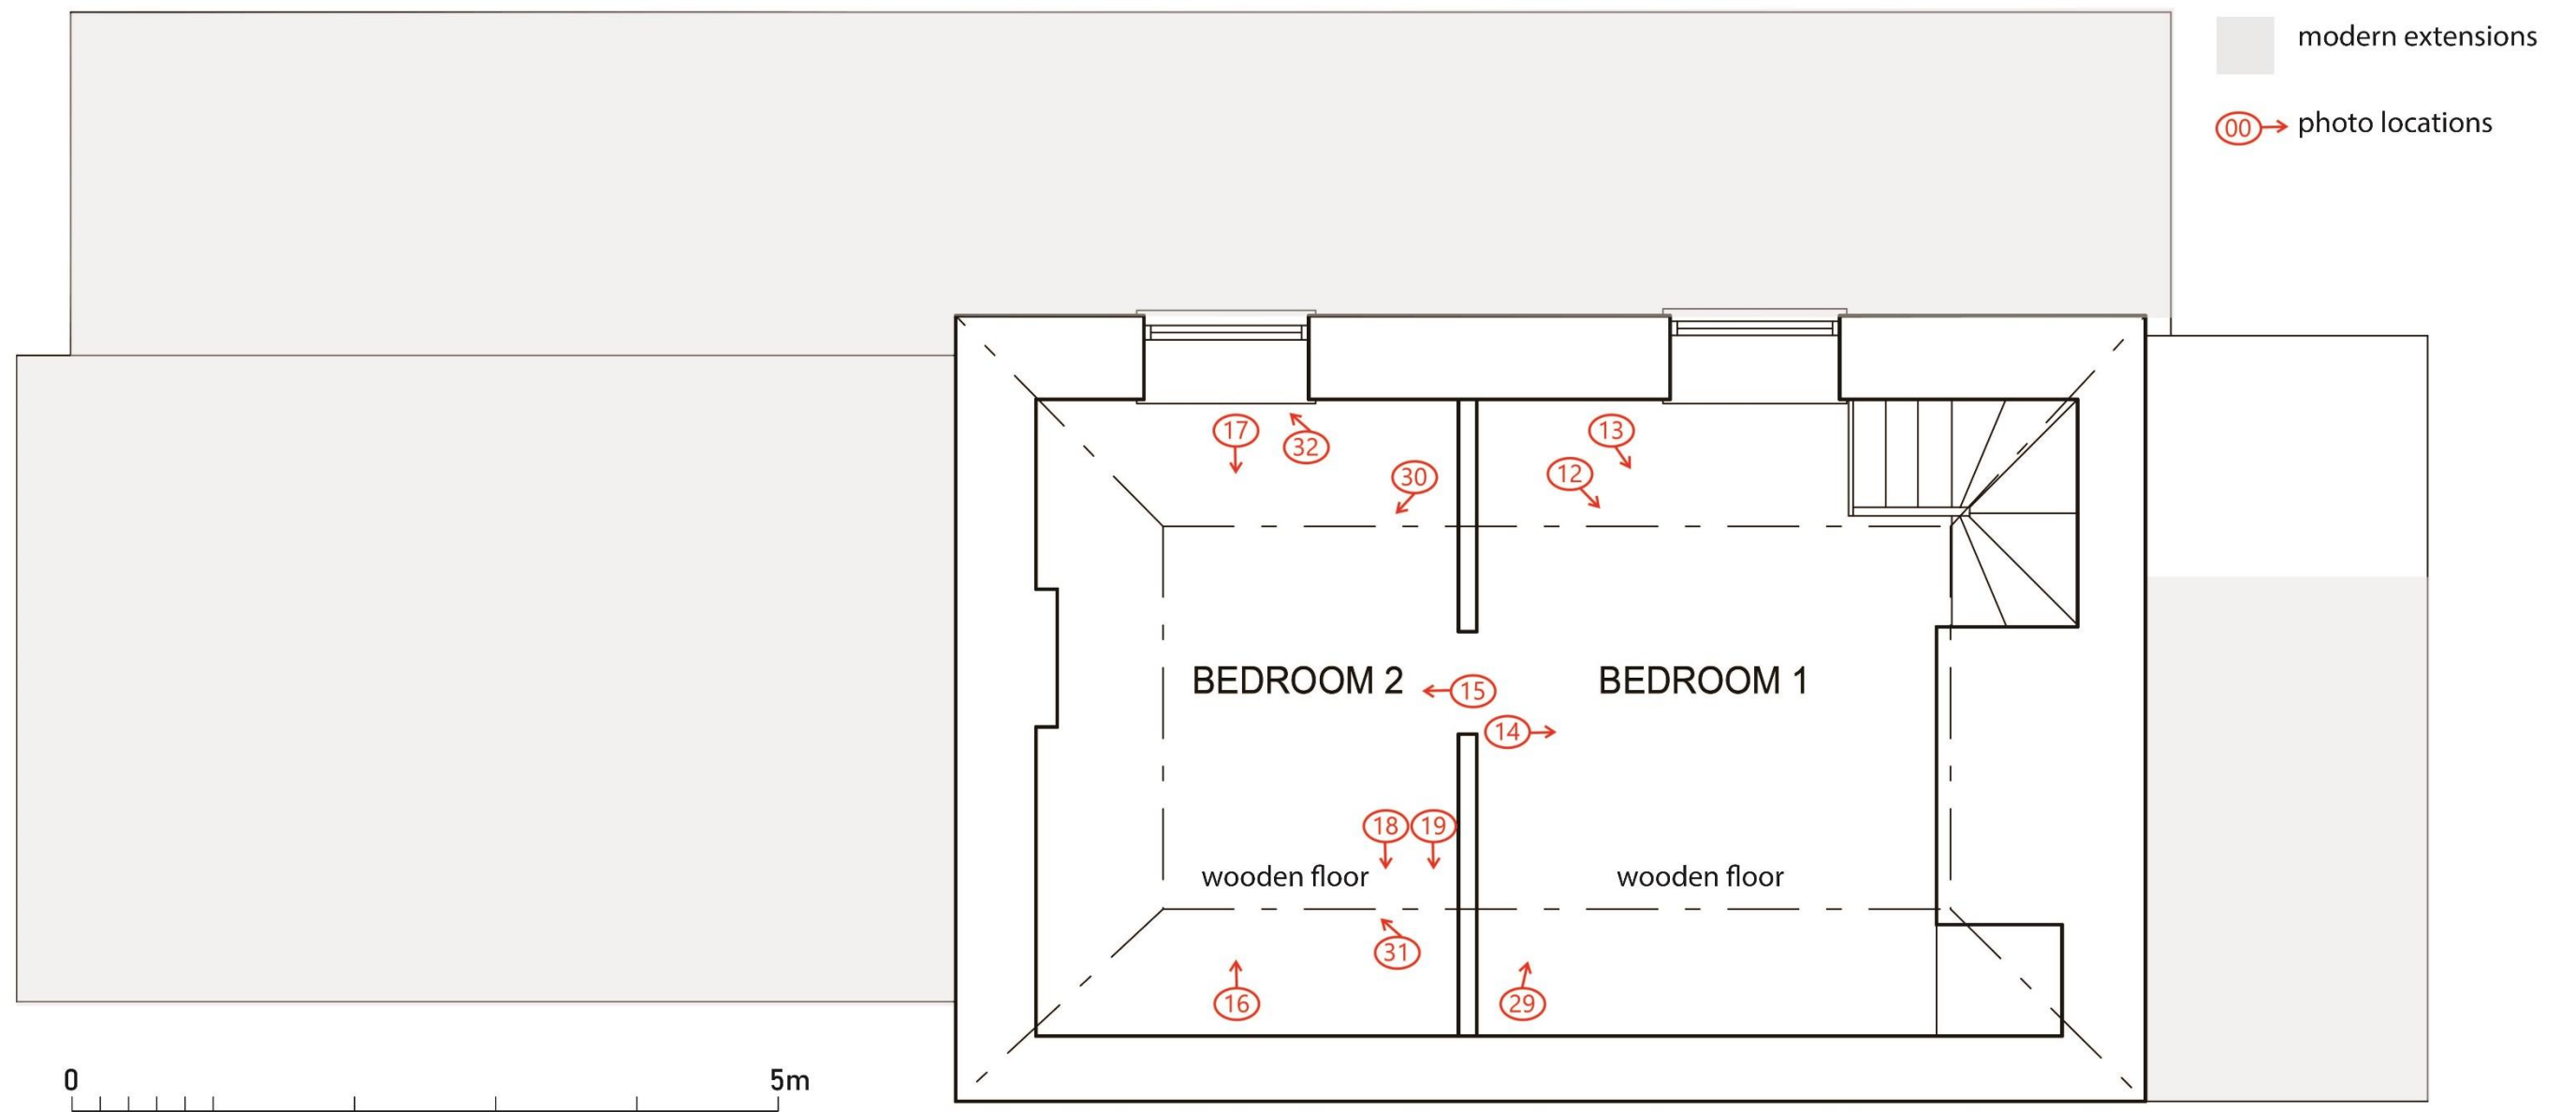 modern extensions
00 photo locations
17
32
13
30
12
BEDROOM 2
15
BEDROOM 1
14
18
19
wooden floor
wooden floor
31
16
29
0
5m